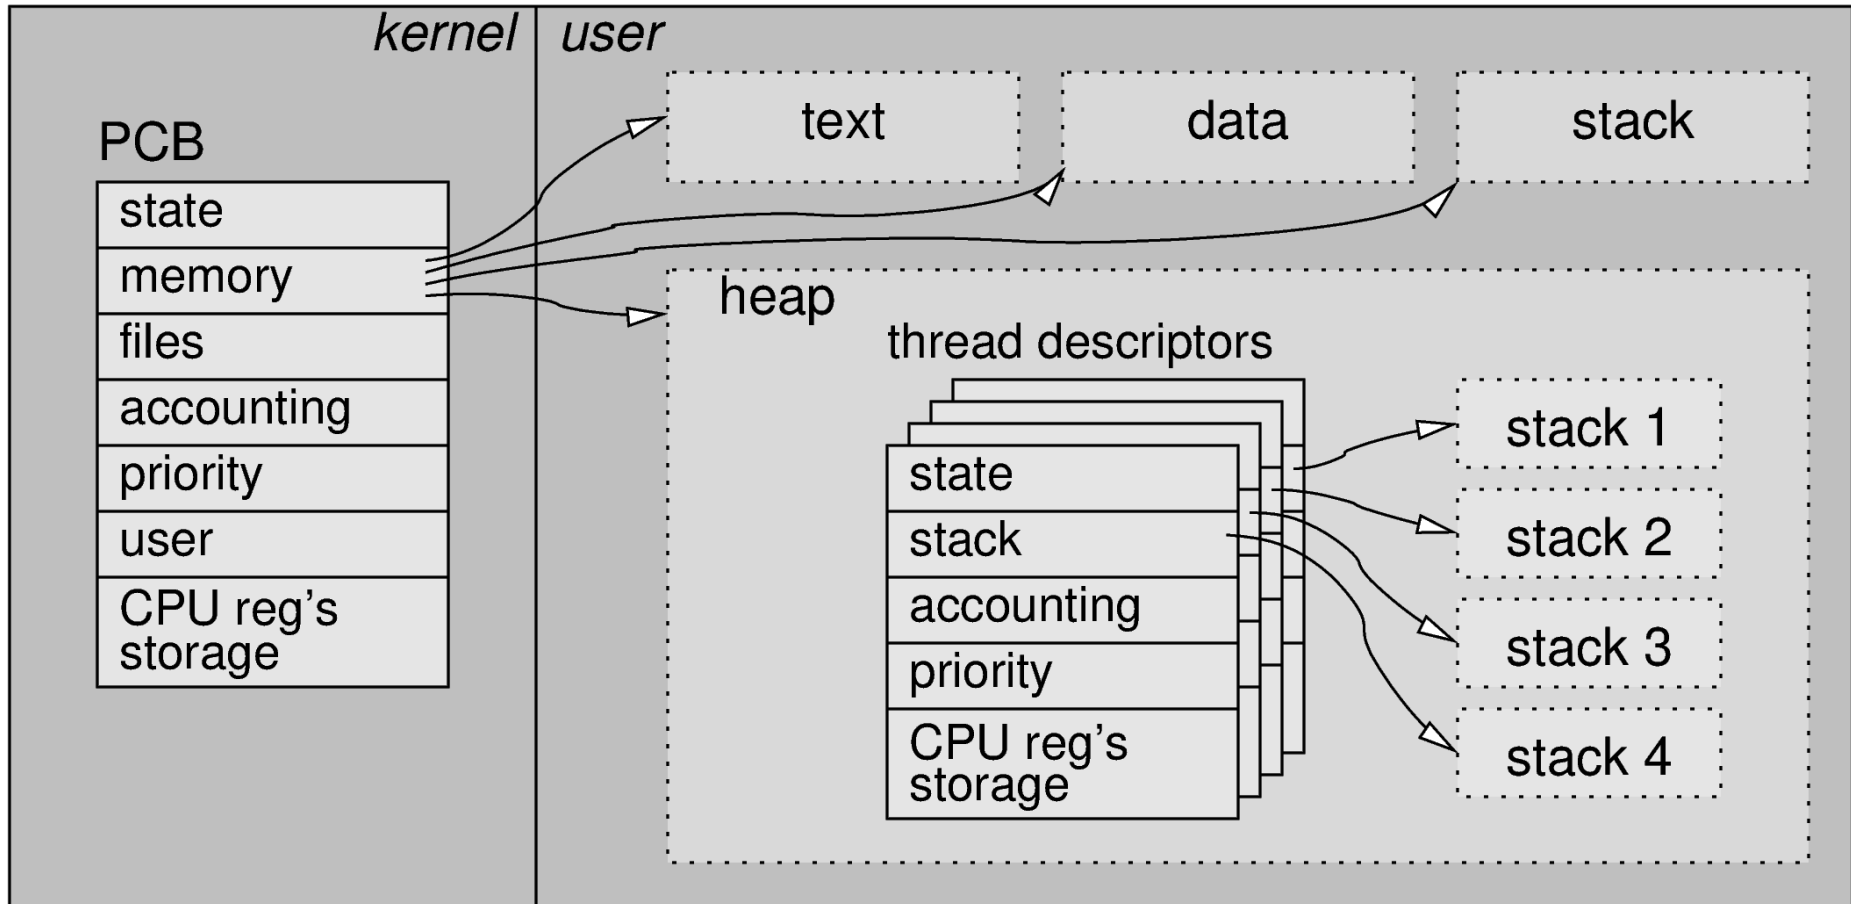 kernel
user
PCB
state
memory
files
accounting
priority
user
CPU reg's
storage
text
data
stack
heap
thread descriptors
state
stack
accounting
priority
CPU reg's
storage
stack 1
stack 2
stack 3
stack 4